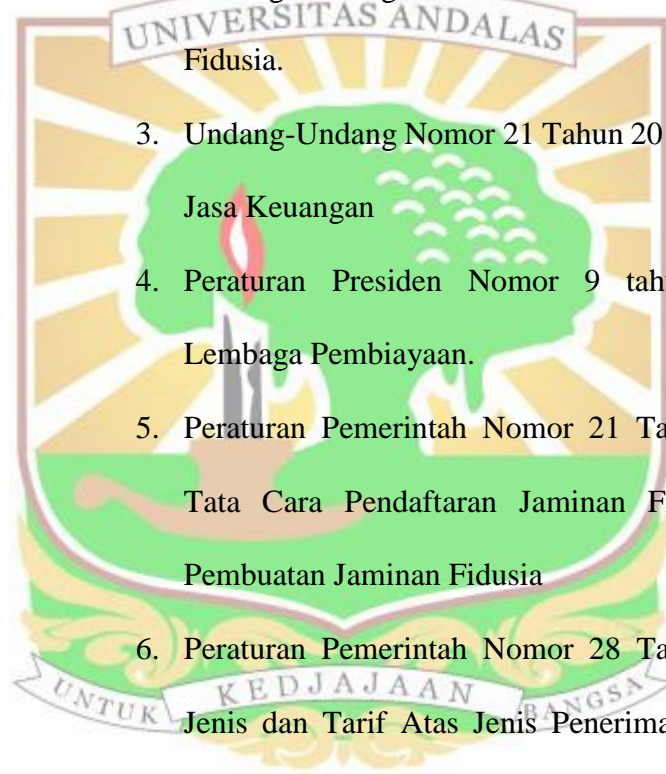 UNIVERSITAS ANDALAS
Fidusia.
3. Undang-Undang Nomor 21 Tahun 20
Jasa Keuangan
4. Peraturan Presiden Nomor 9 tah
Lembaga Pembiayaan.
5. Peraturan Pemerintah Nomor 21 Ta
Tata Cara Pendaftaran Jaminan F
Pembuatan Jaminan Fidusia
6. Peraturan Pemerintah Nomor 28 Ta
UNTUK KEDJAJAAN BANGSA
Jenis dan Tarif Atas Jenis Penerima